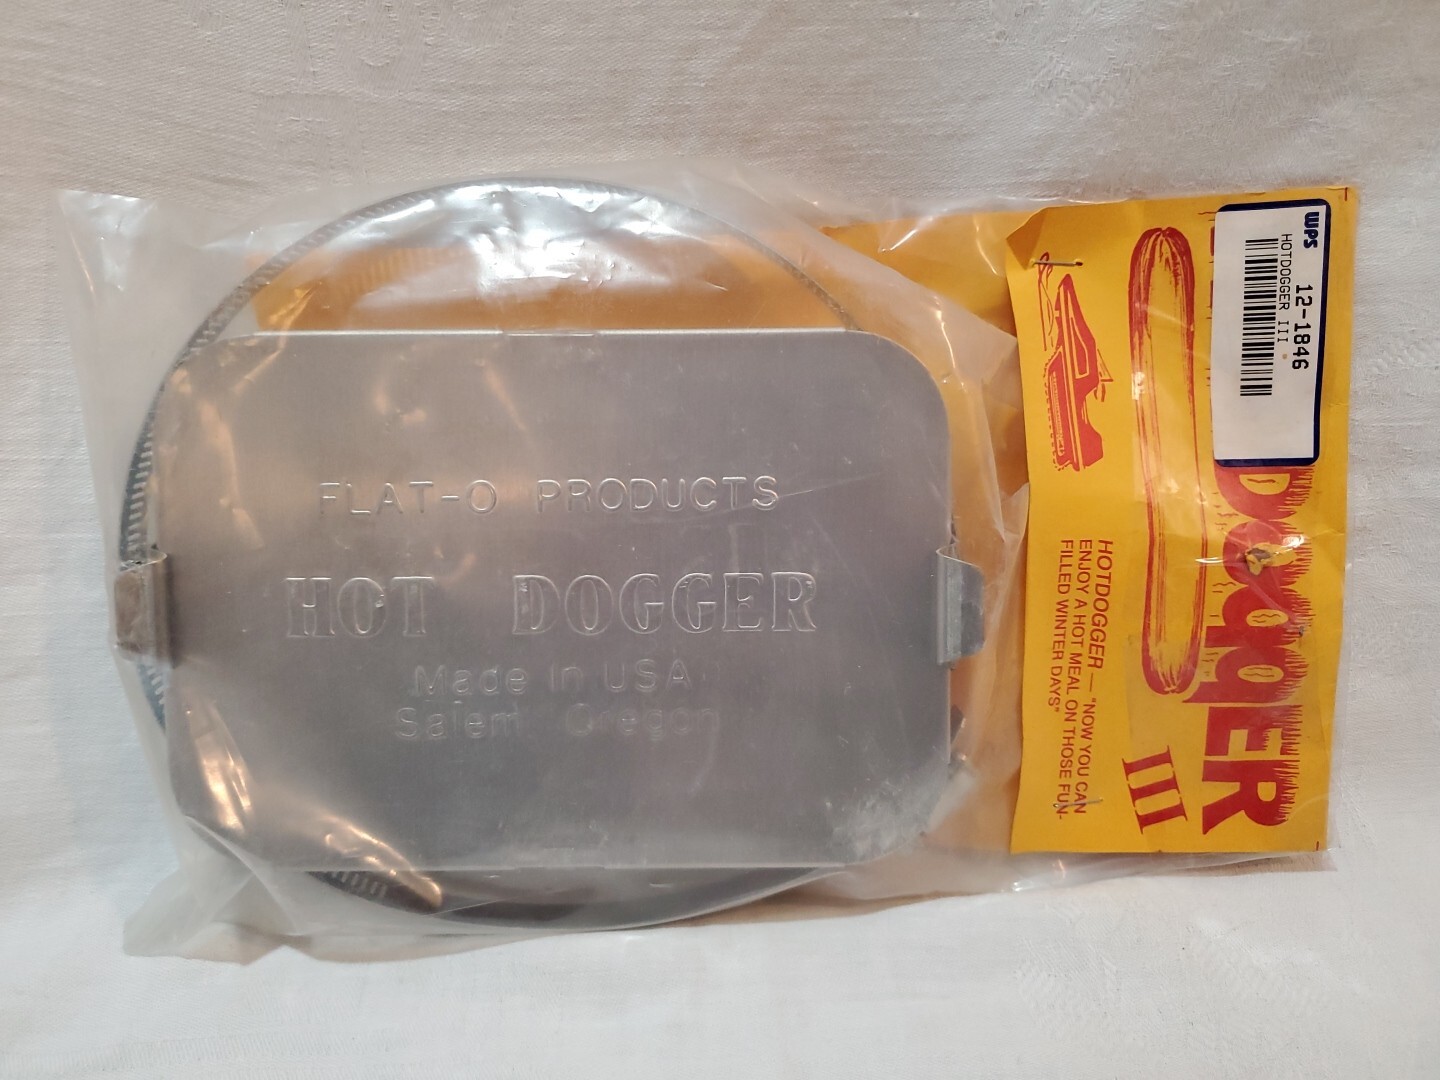 FLAT-O PRODUCTS
HOT DOGGER
Made in USA
Salem Oregon
WPS
12-1846
HOTDOGGER III
DoggER
III
HOTDOGGER — "NOW YOU CAN
ENJOY A HOT MEAL ON THOSE FUN-
FILLED WINTER DAYS"